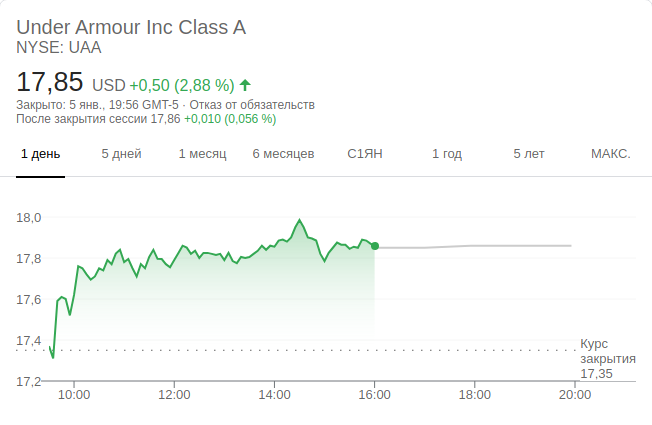 Under Armour Inc Class A
NYSE: UAA
17,85 USD +0,50 (2,88 %)
Закрыто: 5 янв., 19:56 GMT-5 · Отказ от обязательств
После закрытия сессии 17,86 +0,010 (0,056 %)
1 день 5 дней 1 месяц 6 месяцев С1ЯН 1 год 5 лет МАКС.
18,0
17,8
17,6
17,4
Курс
закрытия
17,35
17,2
10:00 12:00 14:00 16:00 18:00 20:00